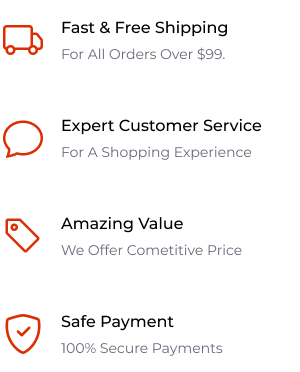 Fast & Free Shipping
For All Orders Over $99.
Expert Customer Service
For A Shopping Experience
Amazing Value
We Offer Cometitive Price
Safe Payment
100% Secure Payments